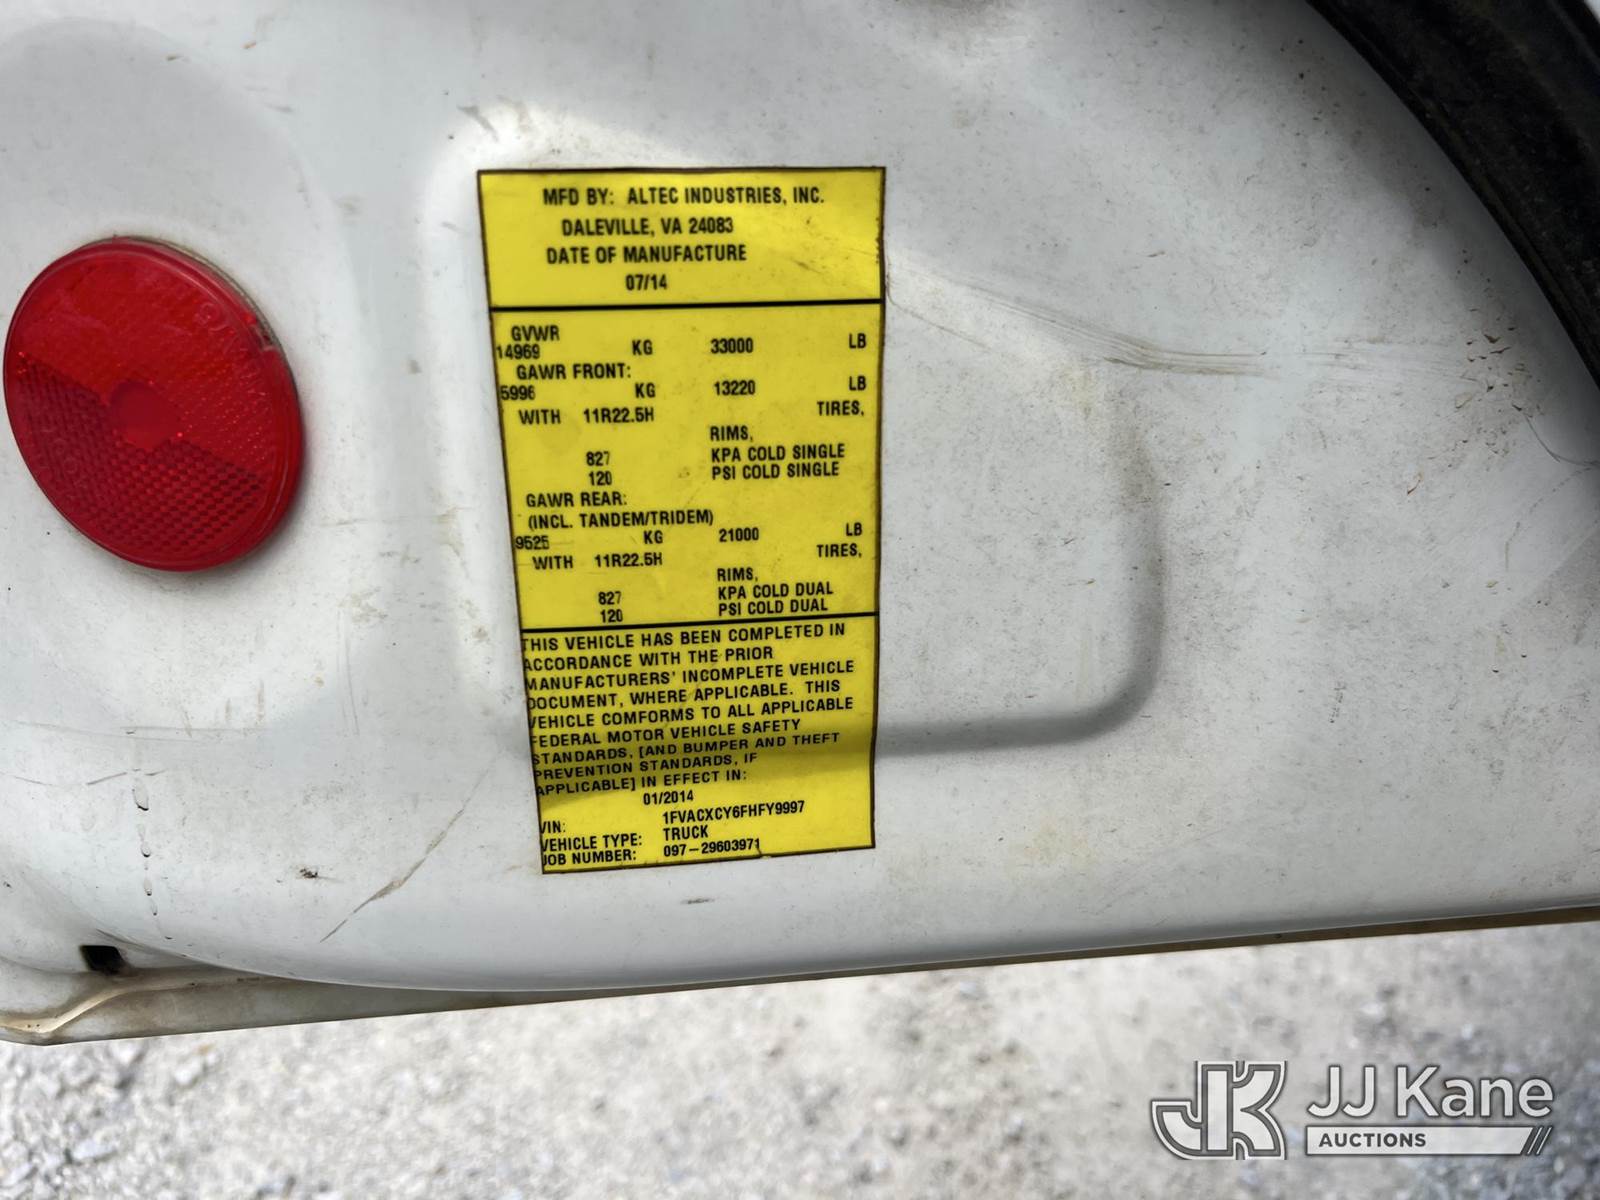 MFD BY: ALTEC INDUSTRIES, INC.
DALEVILLE, VA 24083
DATE OF MANUFACTURE
07/14
GVWR
14969 KG 33000 LB
GAWR FRONT:
5996 KG 13220 LB
WITH 11R22.5H TIRES,
RIMS,
827 KPA COLD SINGLE
120 PSI COLD SINGLE
GAWR REAR:
(INCL. TANDEM/TRIDEM)
9525 KG 21000 LB
WITH 11R22.5H TIRES,
RIMS,
827 KPA COLD DUAL
120 PSI COLD DUAL
THIS VEHICLE HAS BEEN COMPLETED IN
ACCORDANCE WITH THE PRIOR
MANUFACTURERS' INCOMPLETE VEHICLE
DOCUMENT, WHERE APPLICABLE. THIS
VEHICLE COMFORMS TO ALL APPLICABLE
FEDERAL MOTOR VEHICLE SAFETY
STANDARDS, [AND BUMPER AND THEFT
PREVENTION STANDARDS, IF
APPLICABLE] IN EFFECT IN:
01/2014
VIN: 1FVACXCY6FHFY9997
VEHICLE TYPE: TRUCK
JOB NUMBER: 097-29603971
JK JJ Kane
AUCTIONS